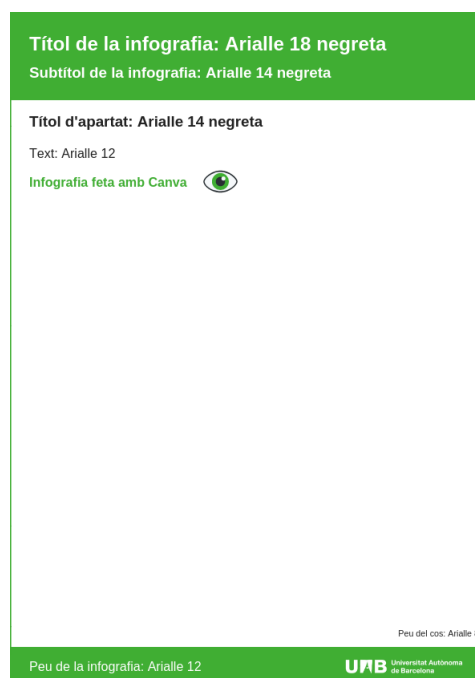 Títol de la infografia: Arialle 18 negreta
Subtítol de la infografia: Arialle 14 negreta
Títol d'apartat: Arialle 14 negreta
Text: Arialle 12
Infografia feta amb Canva
Peu del cos: Arialle
Peu de la infografia: Arialle 12
UAB Universitat Autònoma
de Barcelona